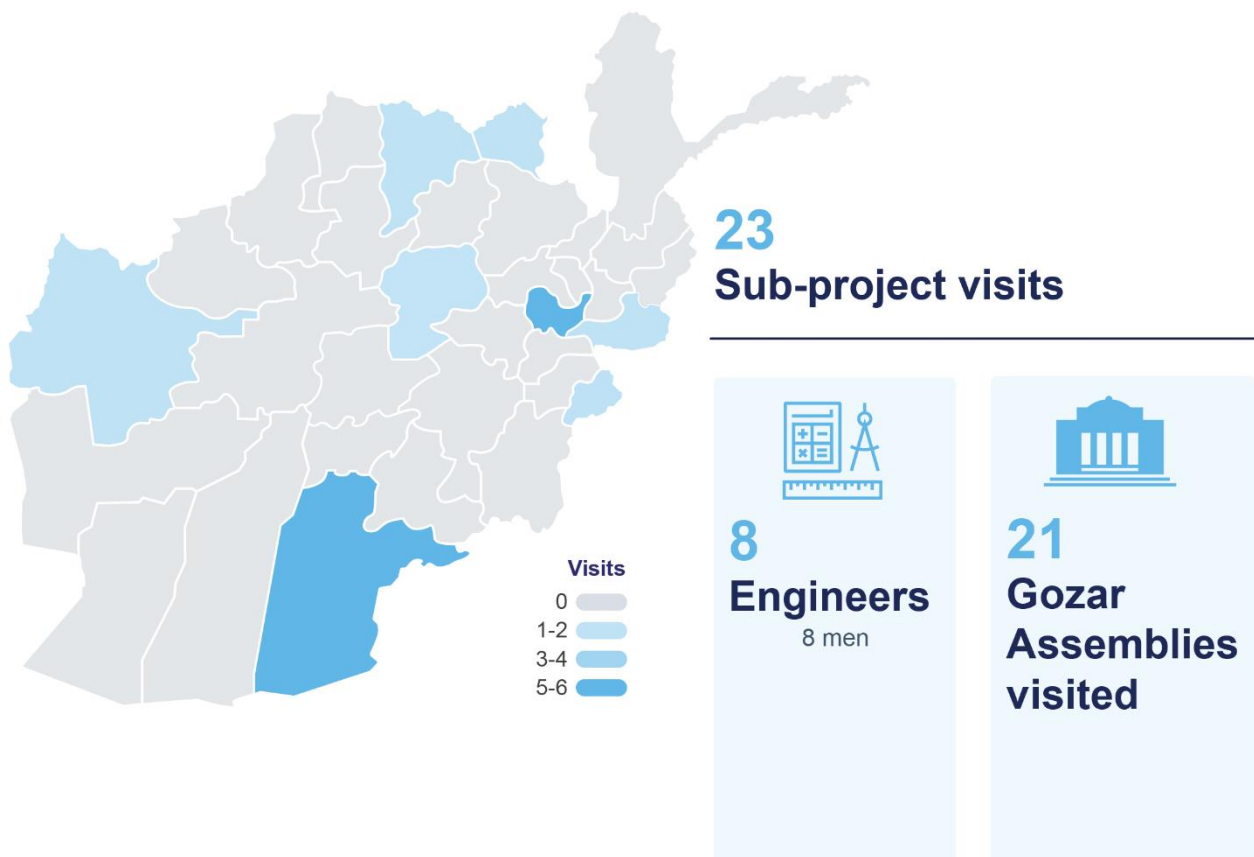 23
Sub-project visits
Visits
0
1-2
3-4
5-6
8
Engineers
8 men
21
Gozar
Assemblies
visited